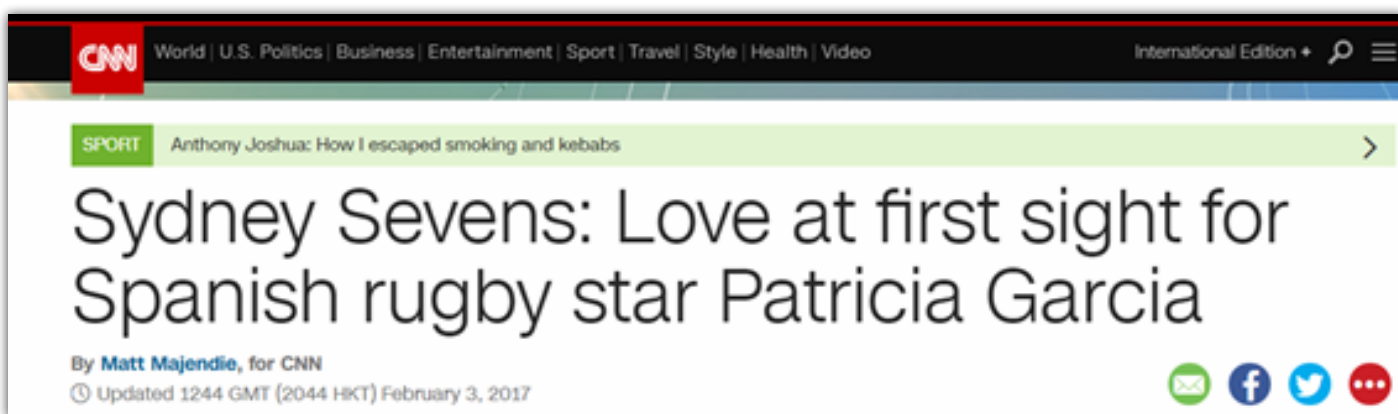 CNN World | U.S. Politics | Business | Entertainment | Sport | Travel | Style | Health | Video International Edition +
SPORT Anthony Joshua: How I escaped smoking and kebabs
Sydney Sevens: Love at first sight for
Spanish rugby star Patricia Garcia
By Matt Majendie, for CNN
Updated 1244 GMT (2044 HKT) February 3, 2017